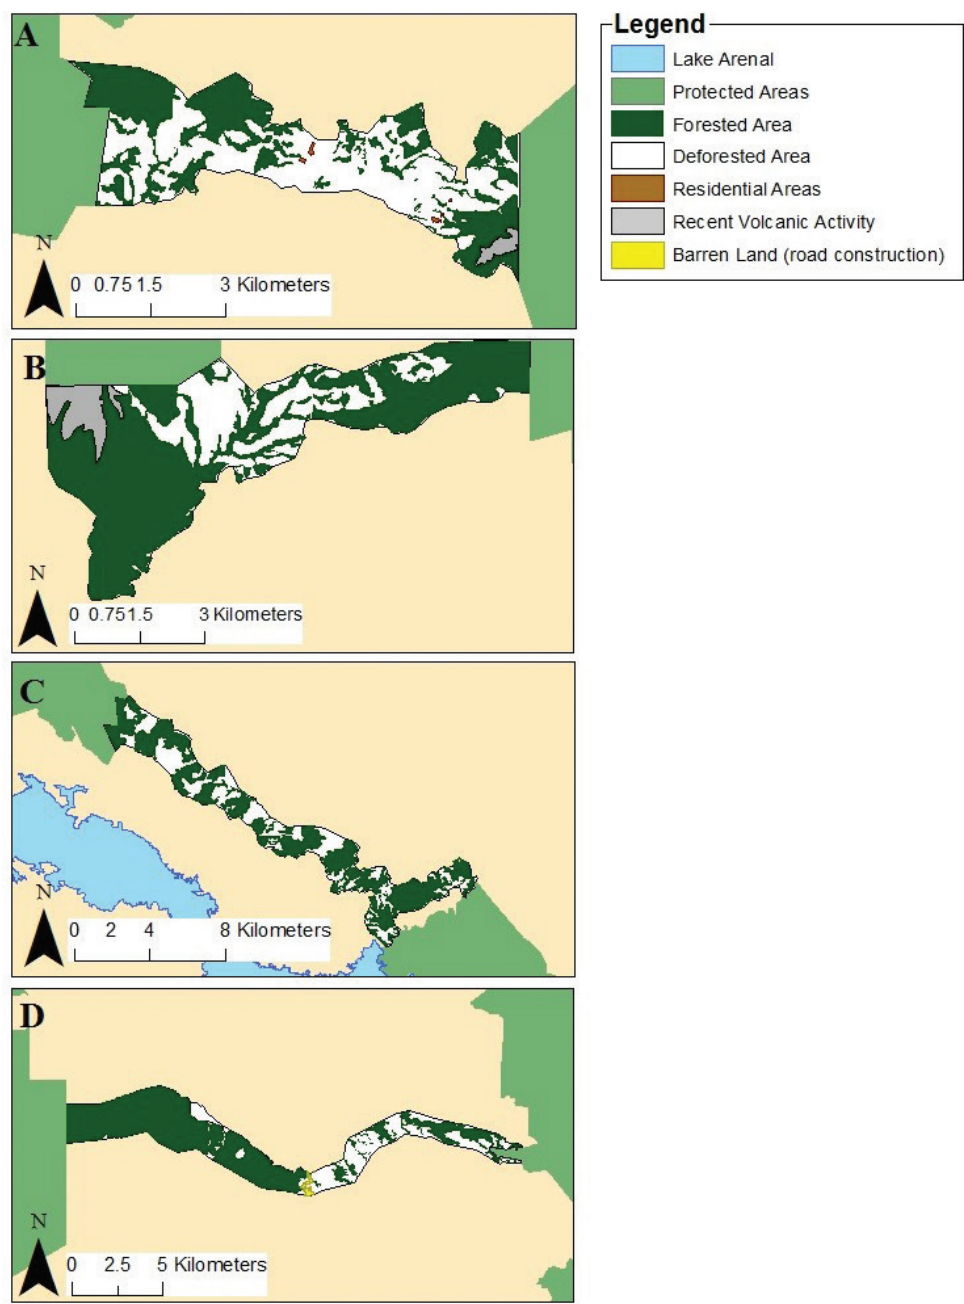 A
N
0 0.75 1.5 3 Kilometers
B
N
0 0.75 1.5 3 Kilometers
C
N
0 2 4 8 Kilometers
D
N
0 2.5 5 Kilometers
Legend
Lake Arenal
Protected Areas
Forested Area
Deforested Area
Residential Areas
Recent Volcanic Activity
Barren Land (road construction)